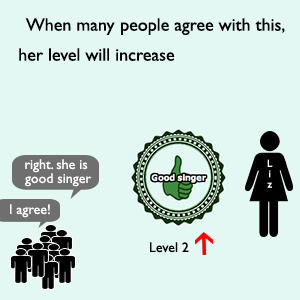 When many people agree with this,
her level will increase
right. she is
good singer
I agree!
Good singer
Level 2
L
i
z